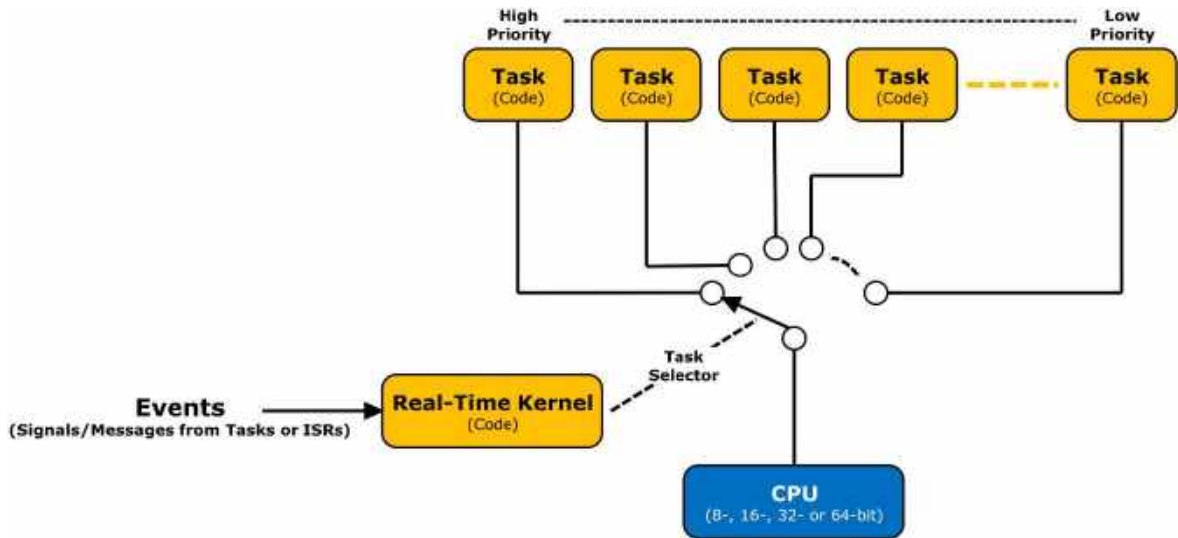 High
Priority
Low
Priority
Task
(Code)
Task
(Code)
Task
(Code)
Task
(Code)
Task
(Code)
Task
Selector
Events
(Signals/Messages from Tasks or ISRs)
Real-Time Kernel
(Code)
CPU
(8-, 16-, 32- or 64-bit)